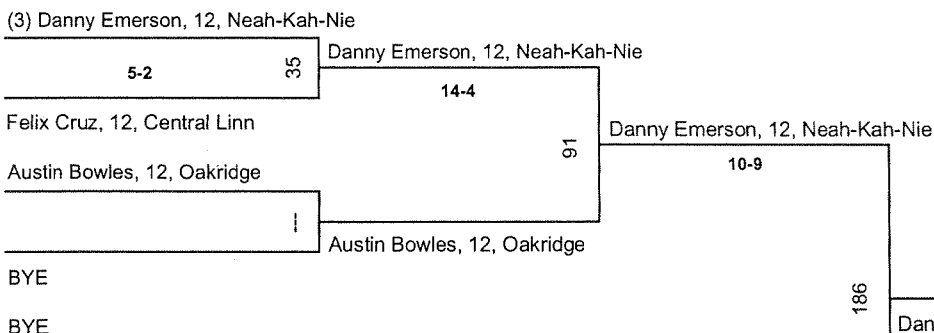 (3) Danny Emerson, 12, Neah-Kah-Nie
5-2
35
Felix Cruz, 12, Central Linn
Danny Emerson, 12, Neah-Kah-Nie
14-4
91
Austin Bowles, 12, Oakridge
BYE
Austin Bowles, 12, Oakridge
Danny Emerson, 12, Neah-Kah-Nie
10-9
186
BYE
Dan